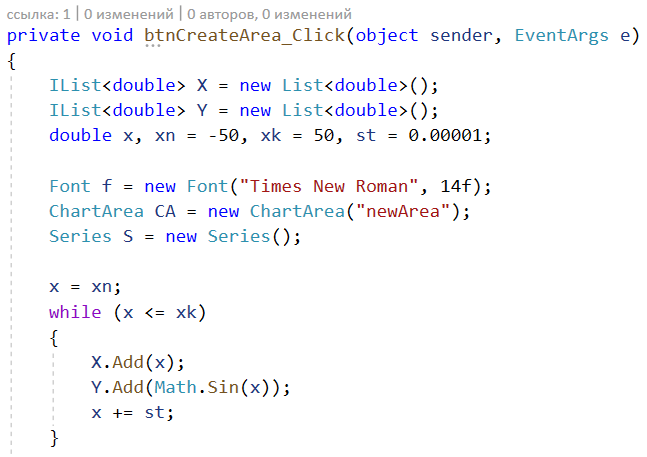 ссылка: 1 | 0 изменений | 0 авторов, 0 изменений
private void btnCreateArea_Click(object sender, EventArgs e)
{
    IList<double> X = new List<double>();
    IList<double> Y = new List<double>();
    double x, xn = -50, xk = 50, st = 0.00001;

    Font f = new Font("Times New Roman", 14f);
    ChartArea CA = new ChartArea("newArea");
    Series S = new Series();

    x = xn;
    while (x <= xk)
    {
        X.Add(x);
        Y.Add(Math.Sin(x));
        x += st;
    }